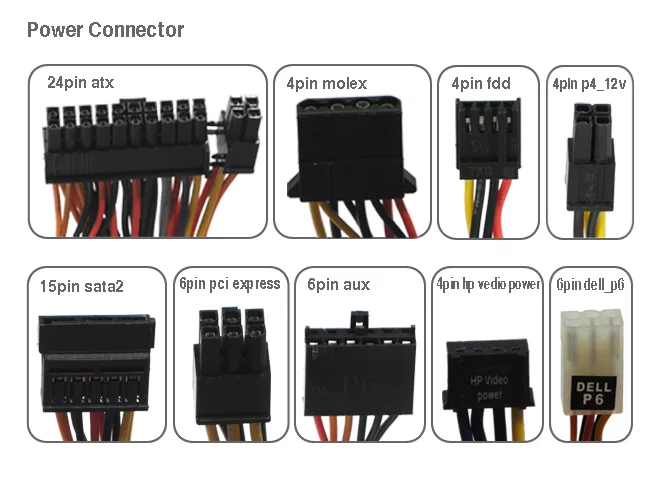 Power Connector
24pin atx
4pin molex
4pin fdd
4pin p4_12v
15pin sata2
6pin pci express
6pin aux
4pin hp vedio power
6pin dell_p6
HP Video
power
DELL
P6